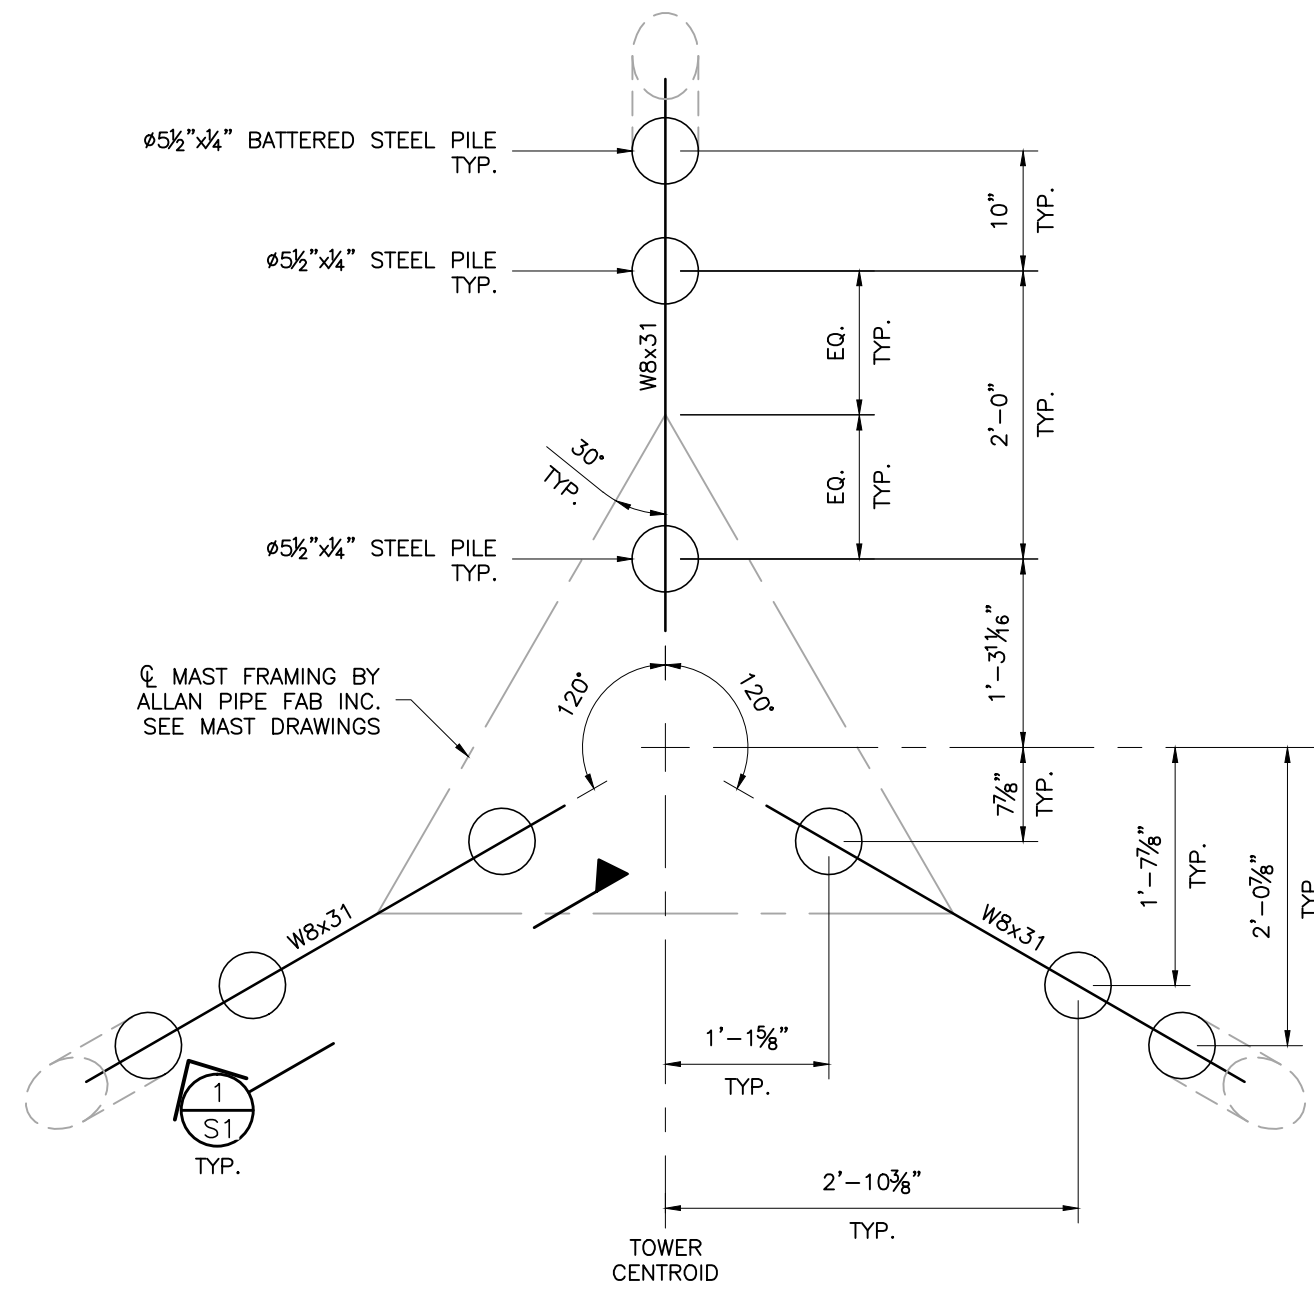 ø5½"x¼" BATTERED STEEL PILE
TYP.
10"
TYP.
ø5½"x¼" STEEL PILE
TYP.
W8x31
EQ.
TYP.
2'-0"
TYP.
30°
TYP.
EQ.
TYP.
ø5½"x¼" STEEL PILE
TYP.
1'-3 11/16"
℄ MAST FRAMING BY
ALLAN PIPE FAB INC.
SEE MAST DRAWINGS
120°
120°
7⅞"
TYP.
1'-7⅞"
TYP.
2'-0⅞"
TYP
W8x31
W8x31
1'-1⅝"
TYP.
1
S1
TYP.
2'-10⅜"
TYP.
TOWER
CENTROID